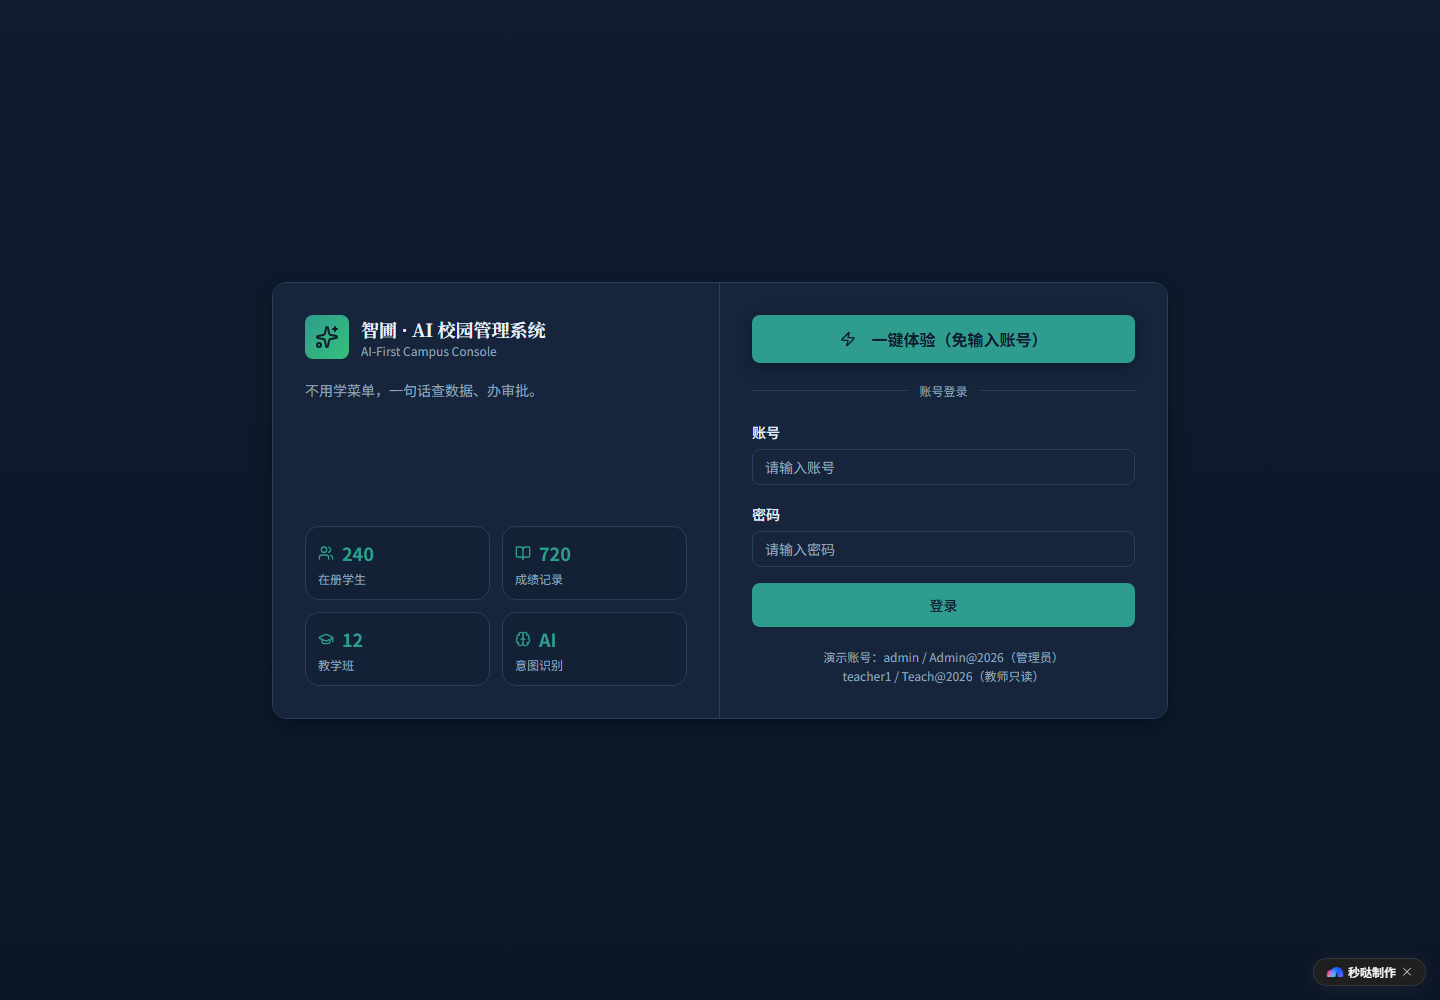 智圃 · AI 校园管理系统
AI-First Campus Console
不用学菜单，一句话查数据、办审批。
240
在册学生
720
成绩记录
12
教学班
AI
意图识别
一键体验（免输入账号）
账号登录
账号
请输入账号
密码
请输入密码
登录
演示账号：admin / Admin@2026（管理员）
teacher1 / Teach@2026（教师只读）
秒哒制作